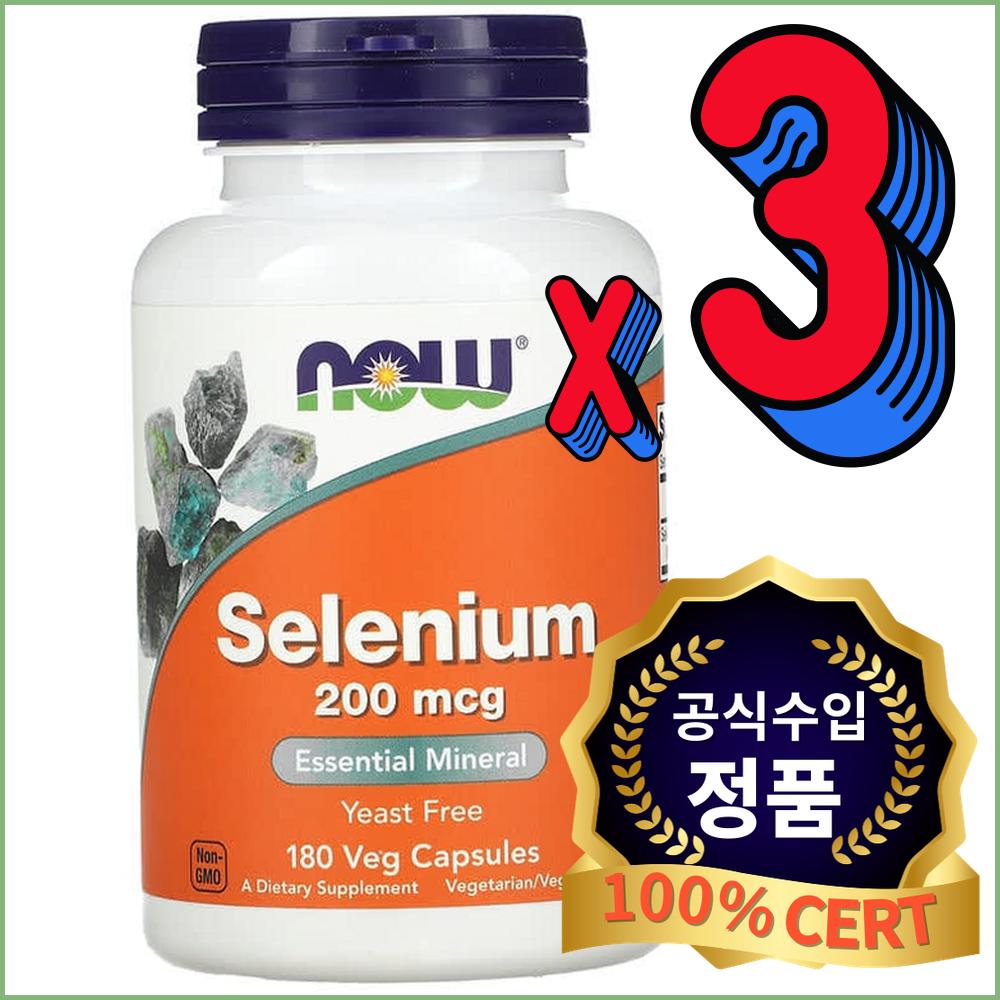 now®
x3
Selenium
200 mcg
Essential Mineral
Yeast Free
180 Veg Capsules
Non-
GMO
A Dietary Supplement
공식수입
정품
100% CERT